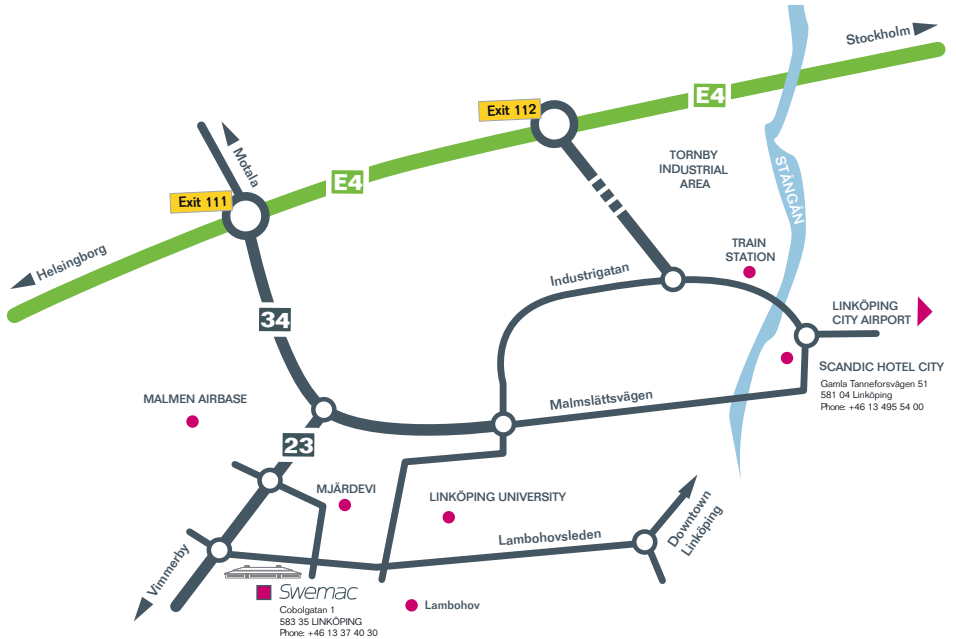 Stockholm
E4
Exit 112
Motala
TORNBY
INDUSTRIAL
AREA
STÅNGÅN
E4
Exit 111
Helsingborg
TRAIN
STATION
Industrigatan
LINKÖPING
CITY AIRPORT
34
SCANDIC HOTEL CITY
Gamla Tanneforsvägen 51
581 04 Linköping
Phone: +46 13 495 54 00
MALMEN AIRBASE
Malmslättsvägen
23
MJÄRDEVI
LINKÖPING UNIVERSITY
Downtown
Linköping
Lambohovsleden
Vimmerby
Swemac
Cobolgatan 1
583 35 LINKÖPING
Phone: +46 13 37 40 30
Lambohov